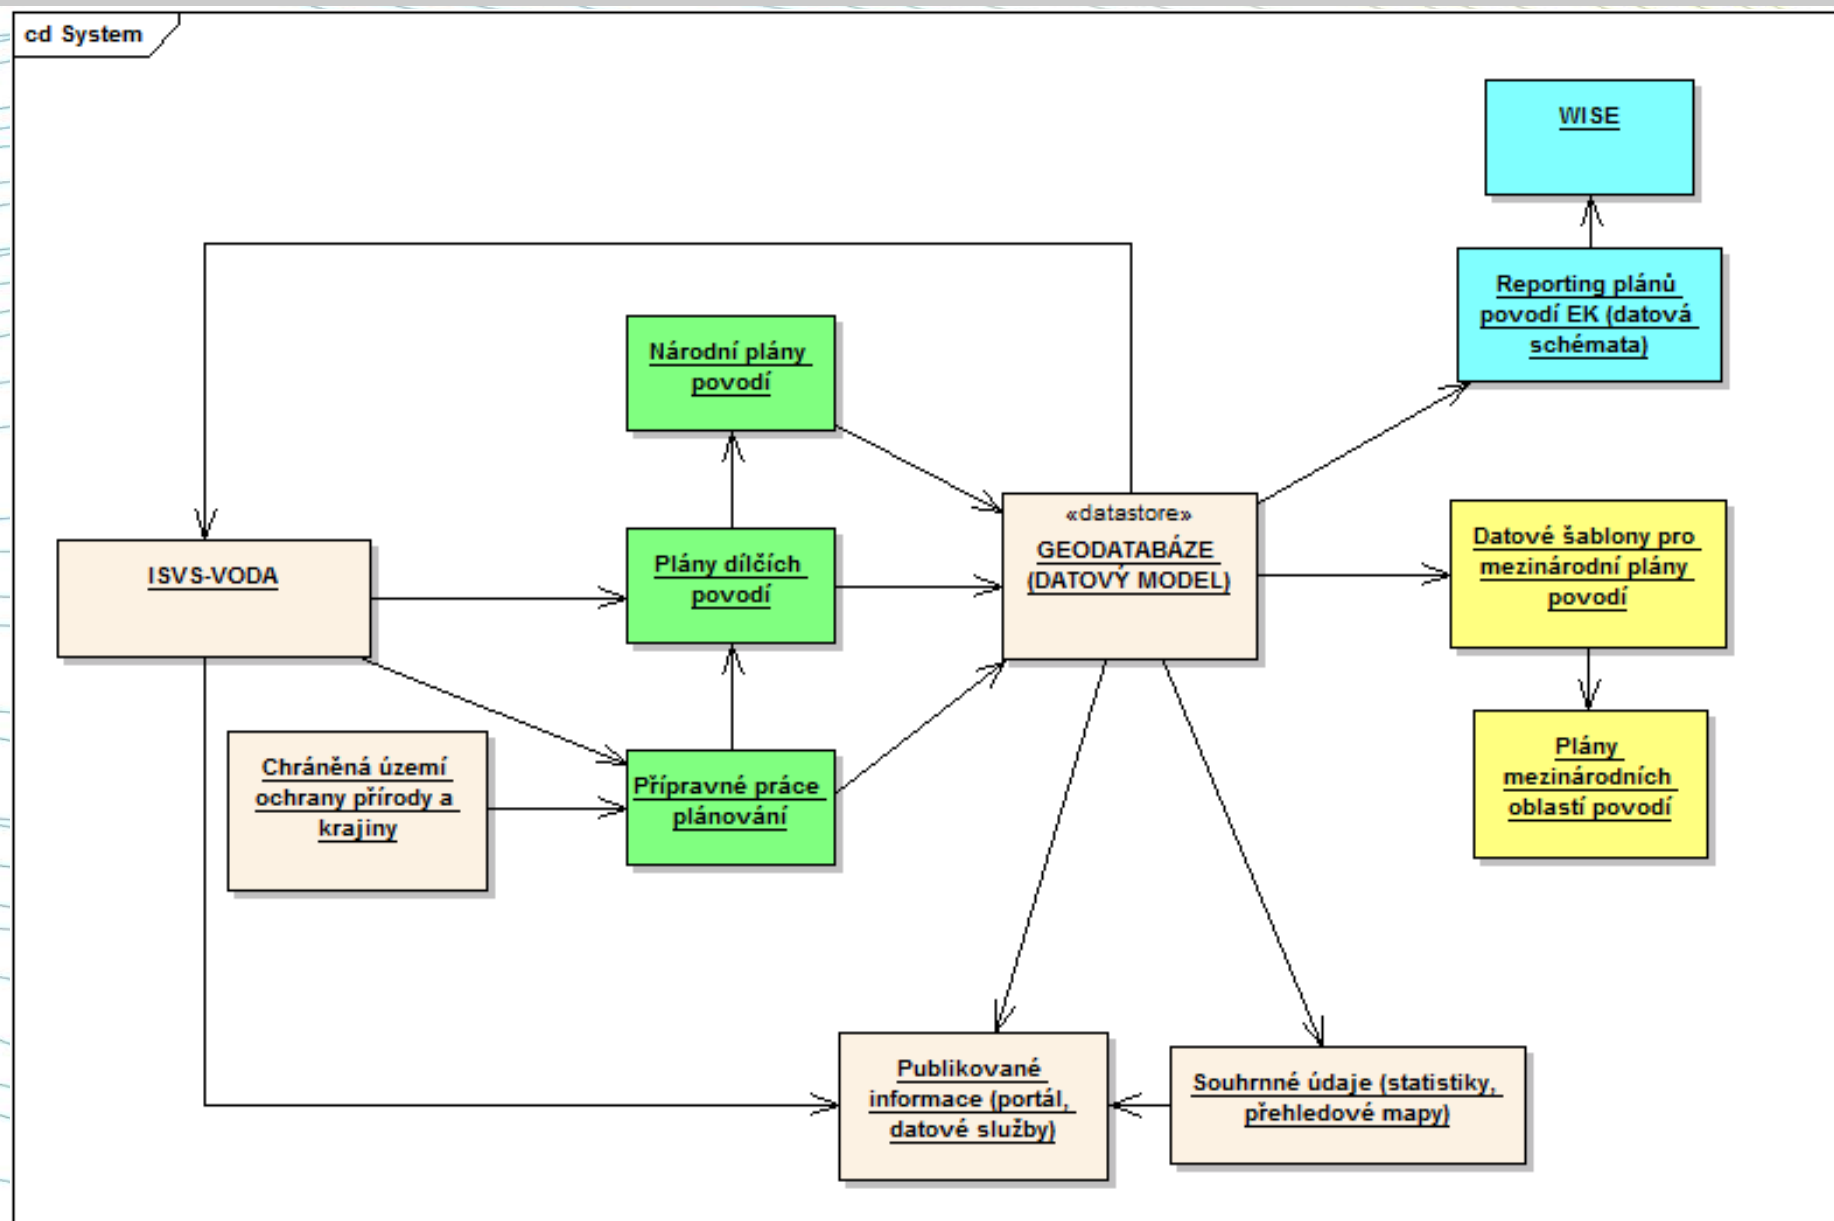 cd System
WISE
Reporting plánů
povodí EK (datová
schémata)
Národní plány
povodí
«datastore»
GEODATABÁZE
(DATOVÝ MODEL)
Datové šablony pro
mezinárodní plány
povodí
ISVS-VODA
Plány dílčích
povodí
Chráněná území
ochrany přírody a
krajiny
Přípravné práce
plánování
Plány
mezinárodních
oblastí povodí
Publikované
informace (portál,
datové služby)
Souhrnné údaje (statistiky,
přehledové mapy)